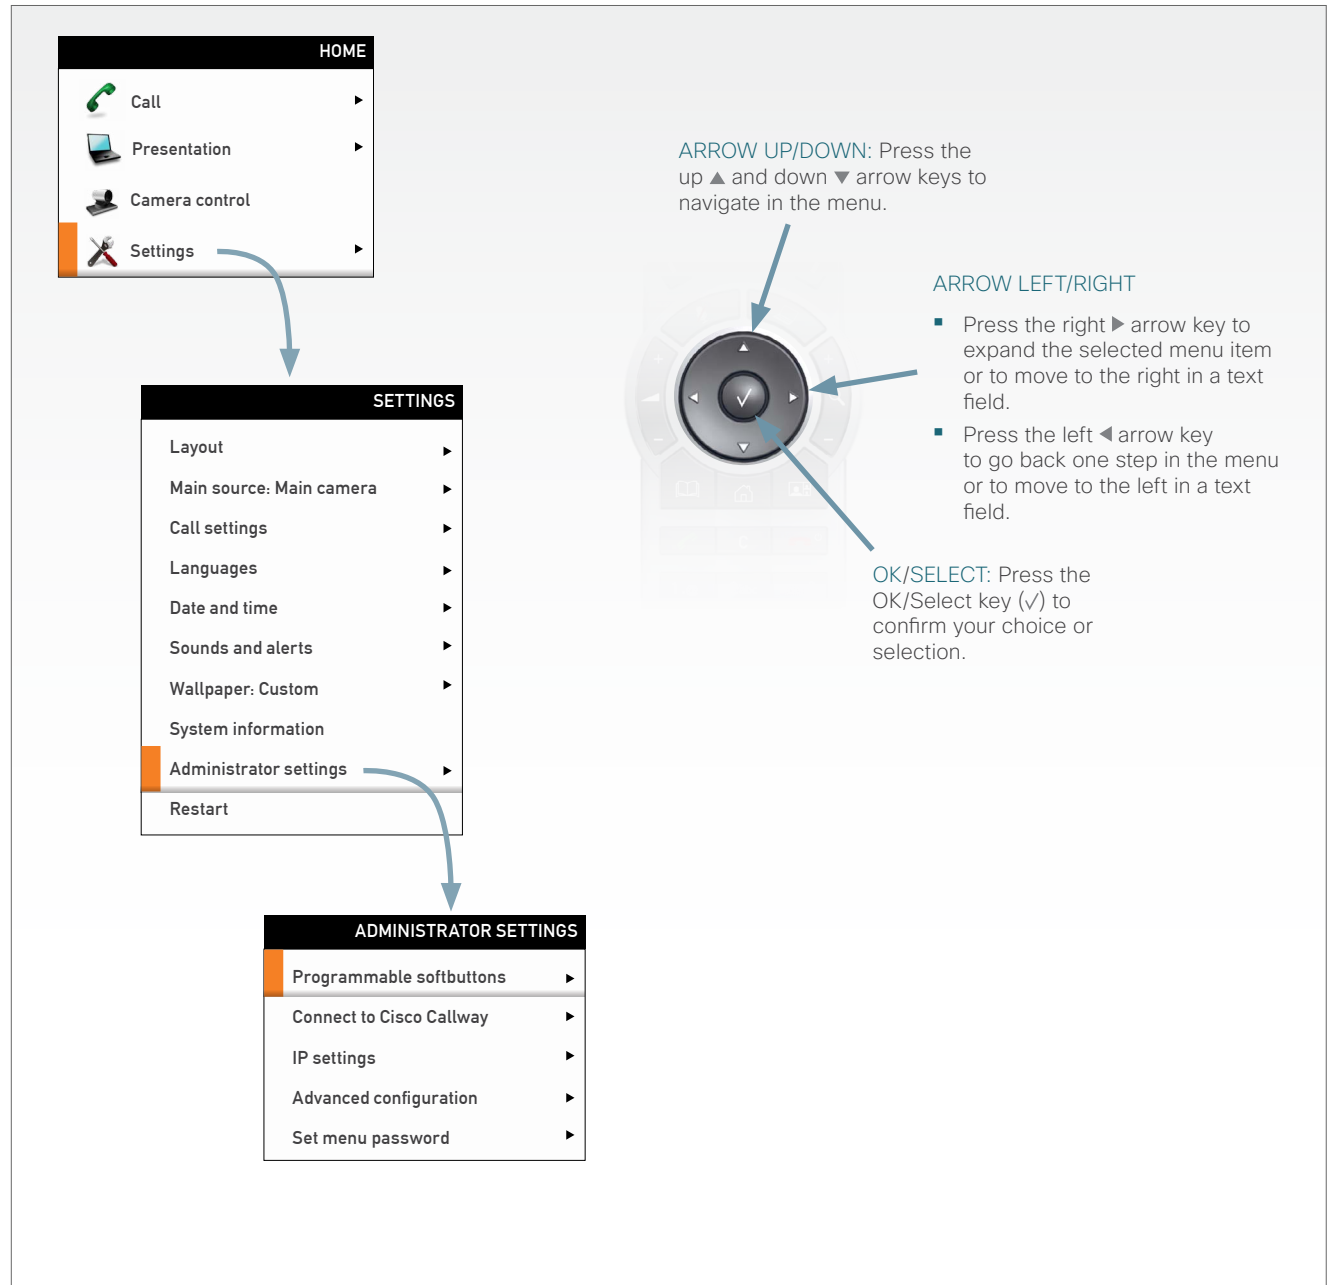 HOME
Call
Presentation
Camera control
Settings
SETTINGS
Layout
Main source: Main camera
Call settings
Languages
Date and time
Sounds and alerts
Wallpaper: Custom
System information
Administrator settings
Restart
ADMINISTRATOR SETTINGS
Programmable softbuttons
Connect to Cisco Callway
IP settings
Advanced configuration
Set menu password
ARROW UP/DOWN: Press the
up ▲ and down ▼ arrow keys to
navigate in the menu.
ARROW LEFT/RIGHT
▪ Press the right ▶ arrow key to
expand the selected menu item
or to move to the right in a text
field.
▪ Press the left ◀ arrow key
to go back one step in the menu
or to move to the left in a text
field.
OK/SELECT: Press the
OK/Select key (✓) to
confirm your choice or
selection.